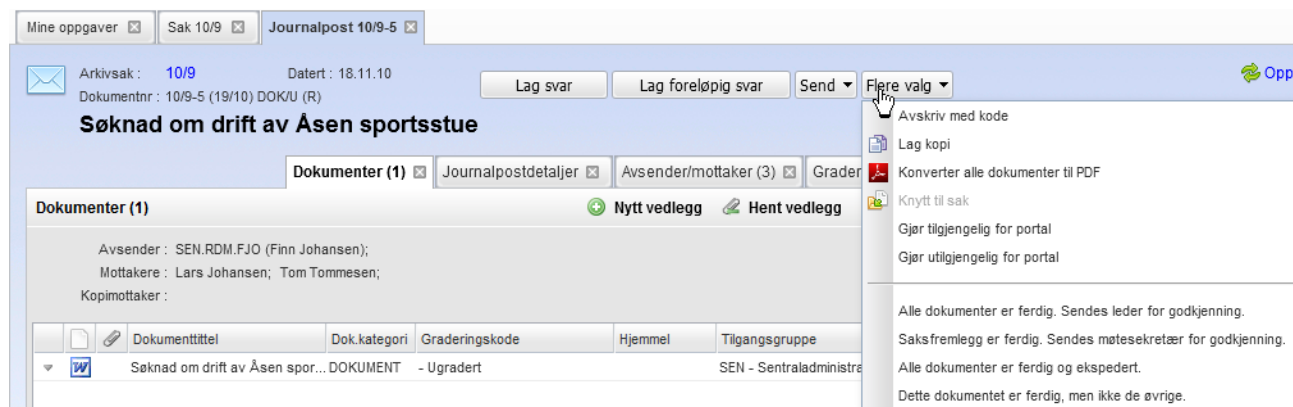 Mine oppgaver Sak 10/9 Journalpost 10/9-5
Arkivsak : 10/9 Datert : 18.11.10
Dokumentnr : 10/9-5 (19/10) DOK/U (R)
Søknad om drift av Åsen sportsstue
Lag svar Lag foreløpig svar Send Flere valg Opp
Avskriv med kode
Lag kopi
Konverter alle dokumenter til PDF
Knytt til sak
Gjør tilgjengelig for portal
Gjør utilgjengelig for portal
Alle dokumenter er ferdig. Sendes leder for godkjenning.
Saksfremlegg er ferdig. Sendes møtesekretær for godkjenning.
Alle dokumenter er ferdig og ekspedert.
Dette dokumentet er ferdig, men ikke de øvrige.
Dokumenter (1) Journalpostdetaljer Avsender/mottaker (3) Grader
Dokumenter (1) Nytt vedlegg Hent vedlegg
Avsender : SEN.RDM.FJO (Finn Johansen);
Mottakere : Lars Johansen; Tom Tommesen;
Kopimottaker :
Dokumenttittel Dok.kategori Graderingskode Hjemmel Tilgangsgruppe
Søknad om drift av Åsen spor... DOKUMENT - Ugradert SEN - Sentraladministra